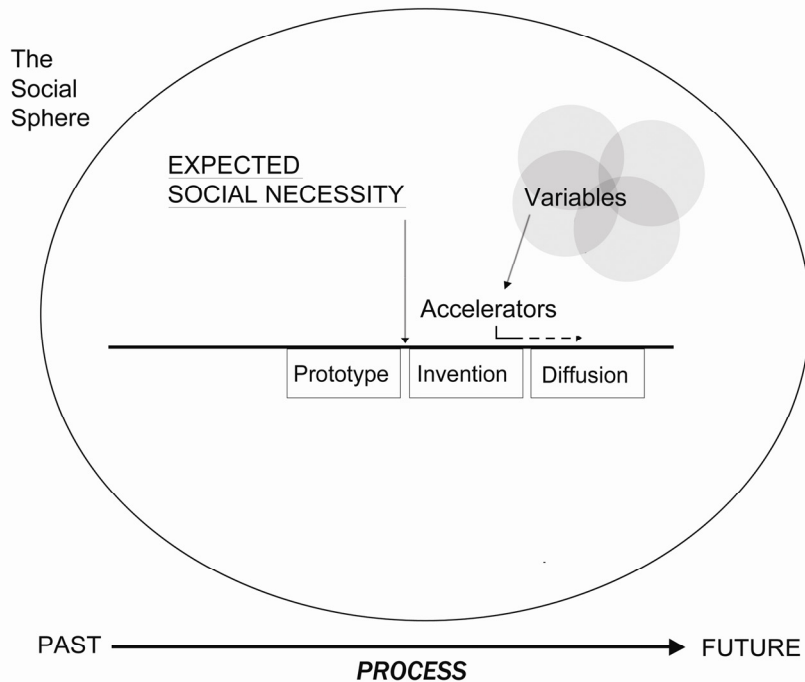 The
Social
Sphere
EXPECTED
SOCIAL NECESSITY
Variables
Accelerators
Prototype
Invention
Diffusion
PAST
FUTURE
PROCESS